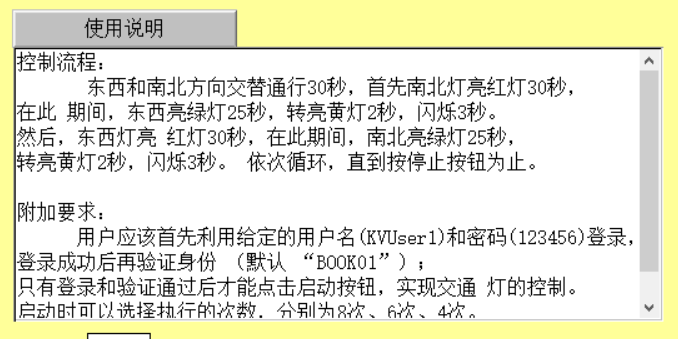 使用说明
控制流程:
东西和南北方向交替通行30秒，首先南北灯亮红灯30秒，
在此 期间，东西亮绿灯25秒，转亮黄灯2秒，闪烁3秒。
然后，东西灯亮 红灯30秒，在此期间，南北亮绿灯25秒，
转亮黄灯2秒，闪烁3秒。 依次循环，直到按停止按钮为止。
附加要求:
用户应该首先利用给定的用户名(KVUser1)和密码(123456)登录，
登录成功后再验证身份 （默认 “BOOK01”）;
只有登录和验证通过后才能点击启动按钮，实现交通 灯的控制。
启动时可以选择执行的次数，分别为8次、6次、4次。